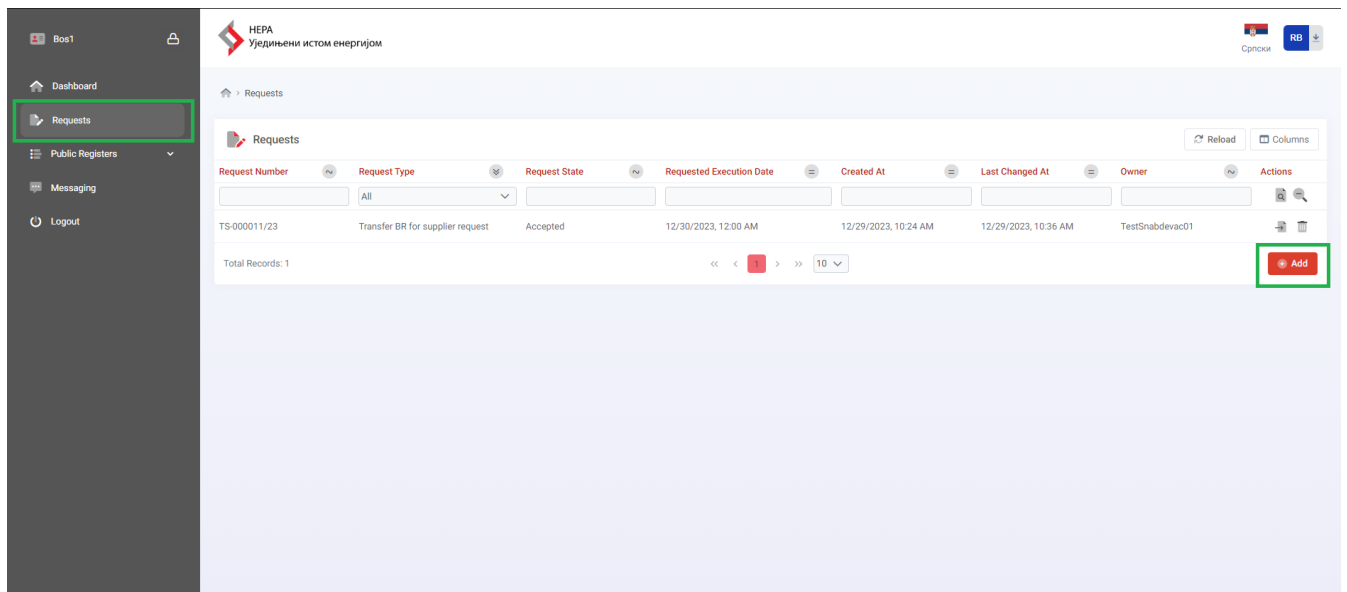 Bos1
НЕРА
Уједињени истом енергијом
Српски
RB
Dashboard
Requests
Public Registers
Messaging
Logout
> Requests
Requests
Reload
Columns
Request Number ~ Request Type Request State ~ Requested Execution Date = Created At = Last Changed At = Owner ~ Actions
All
TS-000011/23 Transfer BR for supplier request Accepted 12/30/2023, 12:00 AM 12/29/2023, 10:24 AM 12/29/2023, 10:36 AM TestSnabdevac01
Total Records: 1 << < 1 > >> 10
Add